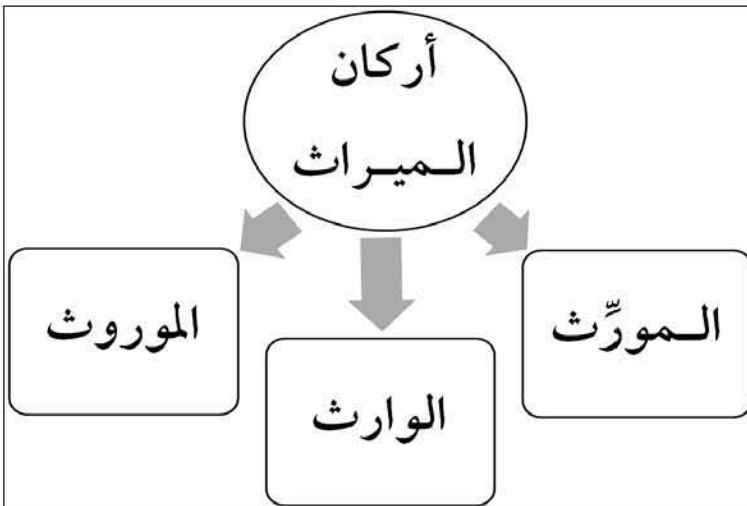 أركان
الـميـراث
الـمورِّث
الوارث
الموروث